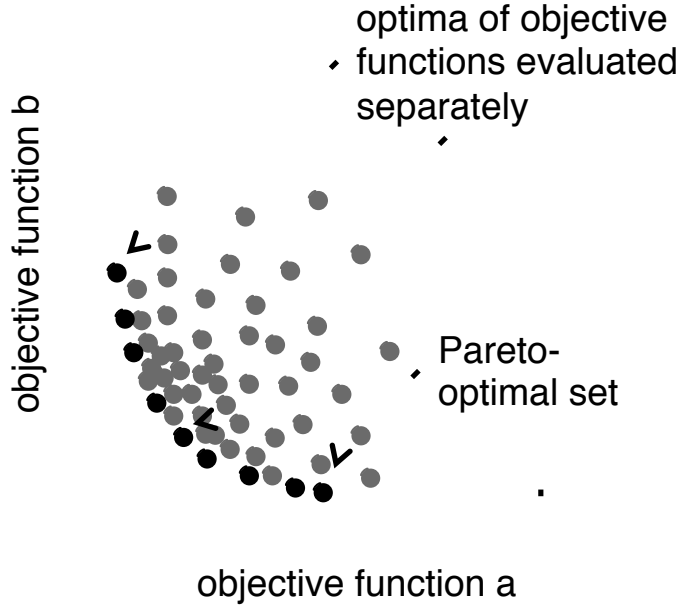 optima of objective
functions evaluated
separately
objective function b
Pareto-
optimal set
objective function a